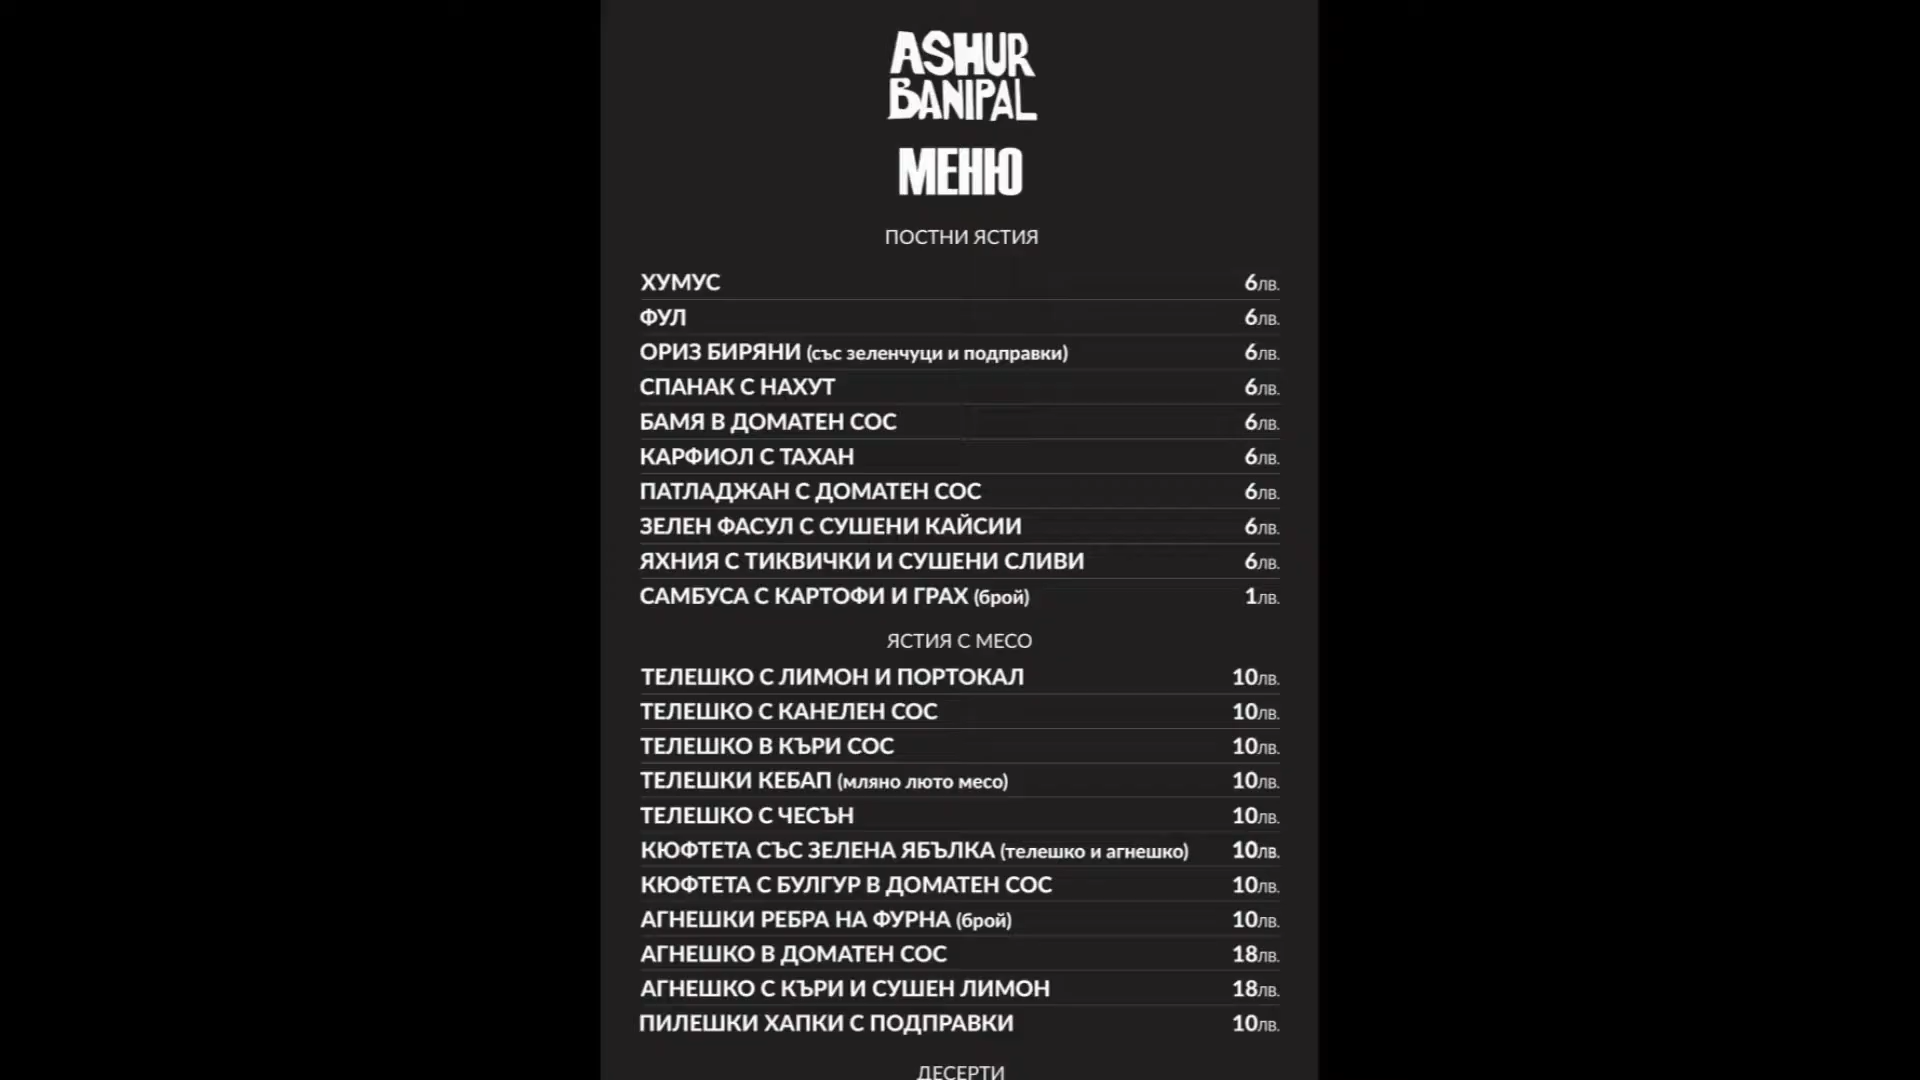 ASHUR
BANIPAL
МЕНЮ
ПОСТНИ ЯСТИЯ
ХУМУС 6лв.
ФУЛ 6лв.
ОРИЗ БИРЯНИ (със зеленчуци и подправки) 6лв.
СПАНАК С НАХУТ 6лв.
БАМЯ В ДОМАТЕН СОС 6лв.
КАРФИОЛ С ТАХАН 6лв.
ПАТЛАДЖАН С ДОМАТЕН СОС 6лв.
ЗЕЛЕН ФАСУЛ С СУШЕНИ КАЙСИИ 6лв.
ЯХНИЯ С ТИКВИЧКИ И СУШЕНИ СЛИВИ 6лв.
САМБУСА С КАРТОФИ И ГРАХ (брой) 1лв.
ЯСТИЯ С МЕСО
ТЕЛЕШКО С ЛИМОН И ПОРТОКАЛ 10лв.
ТЕЛЕШКО С КАНЕЛЕН СОС 10лв.
ТЕЛЕШКО В КЪРИ СОС 10лв.
ТЕЛЕШКИ КЕБАП (мляно люто месо) 10лв.
ТЕЛЕШКО С ЧЕСЪН 10лв.
КЮФТЕТА СЪС ЗЕЛЕНА ЯБЪЛКА (телешко и агнешко) 10лв.
КЮФТЕТА С БУЛГУР В ДОМАТЕН СОС 10лв.
АГНЕШКИ РЕБРА НА ФУРНА (брой) 10лв.
АГНЕШКО В ДОМАТЕН СОС 18лв.
АГНЕШКО С КЪРИ И СУШЕН ЛИМОН 18лв.
ПИЛЕШКИ ХАПКИ С ПОДПРАВКИ 10лв.
ДЕСЕРТИ